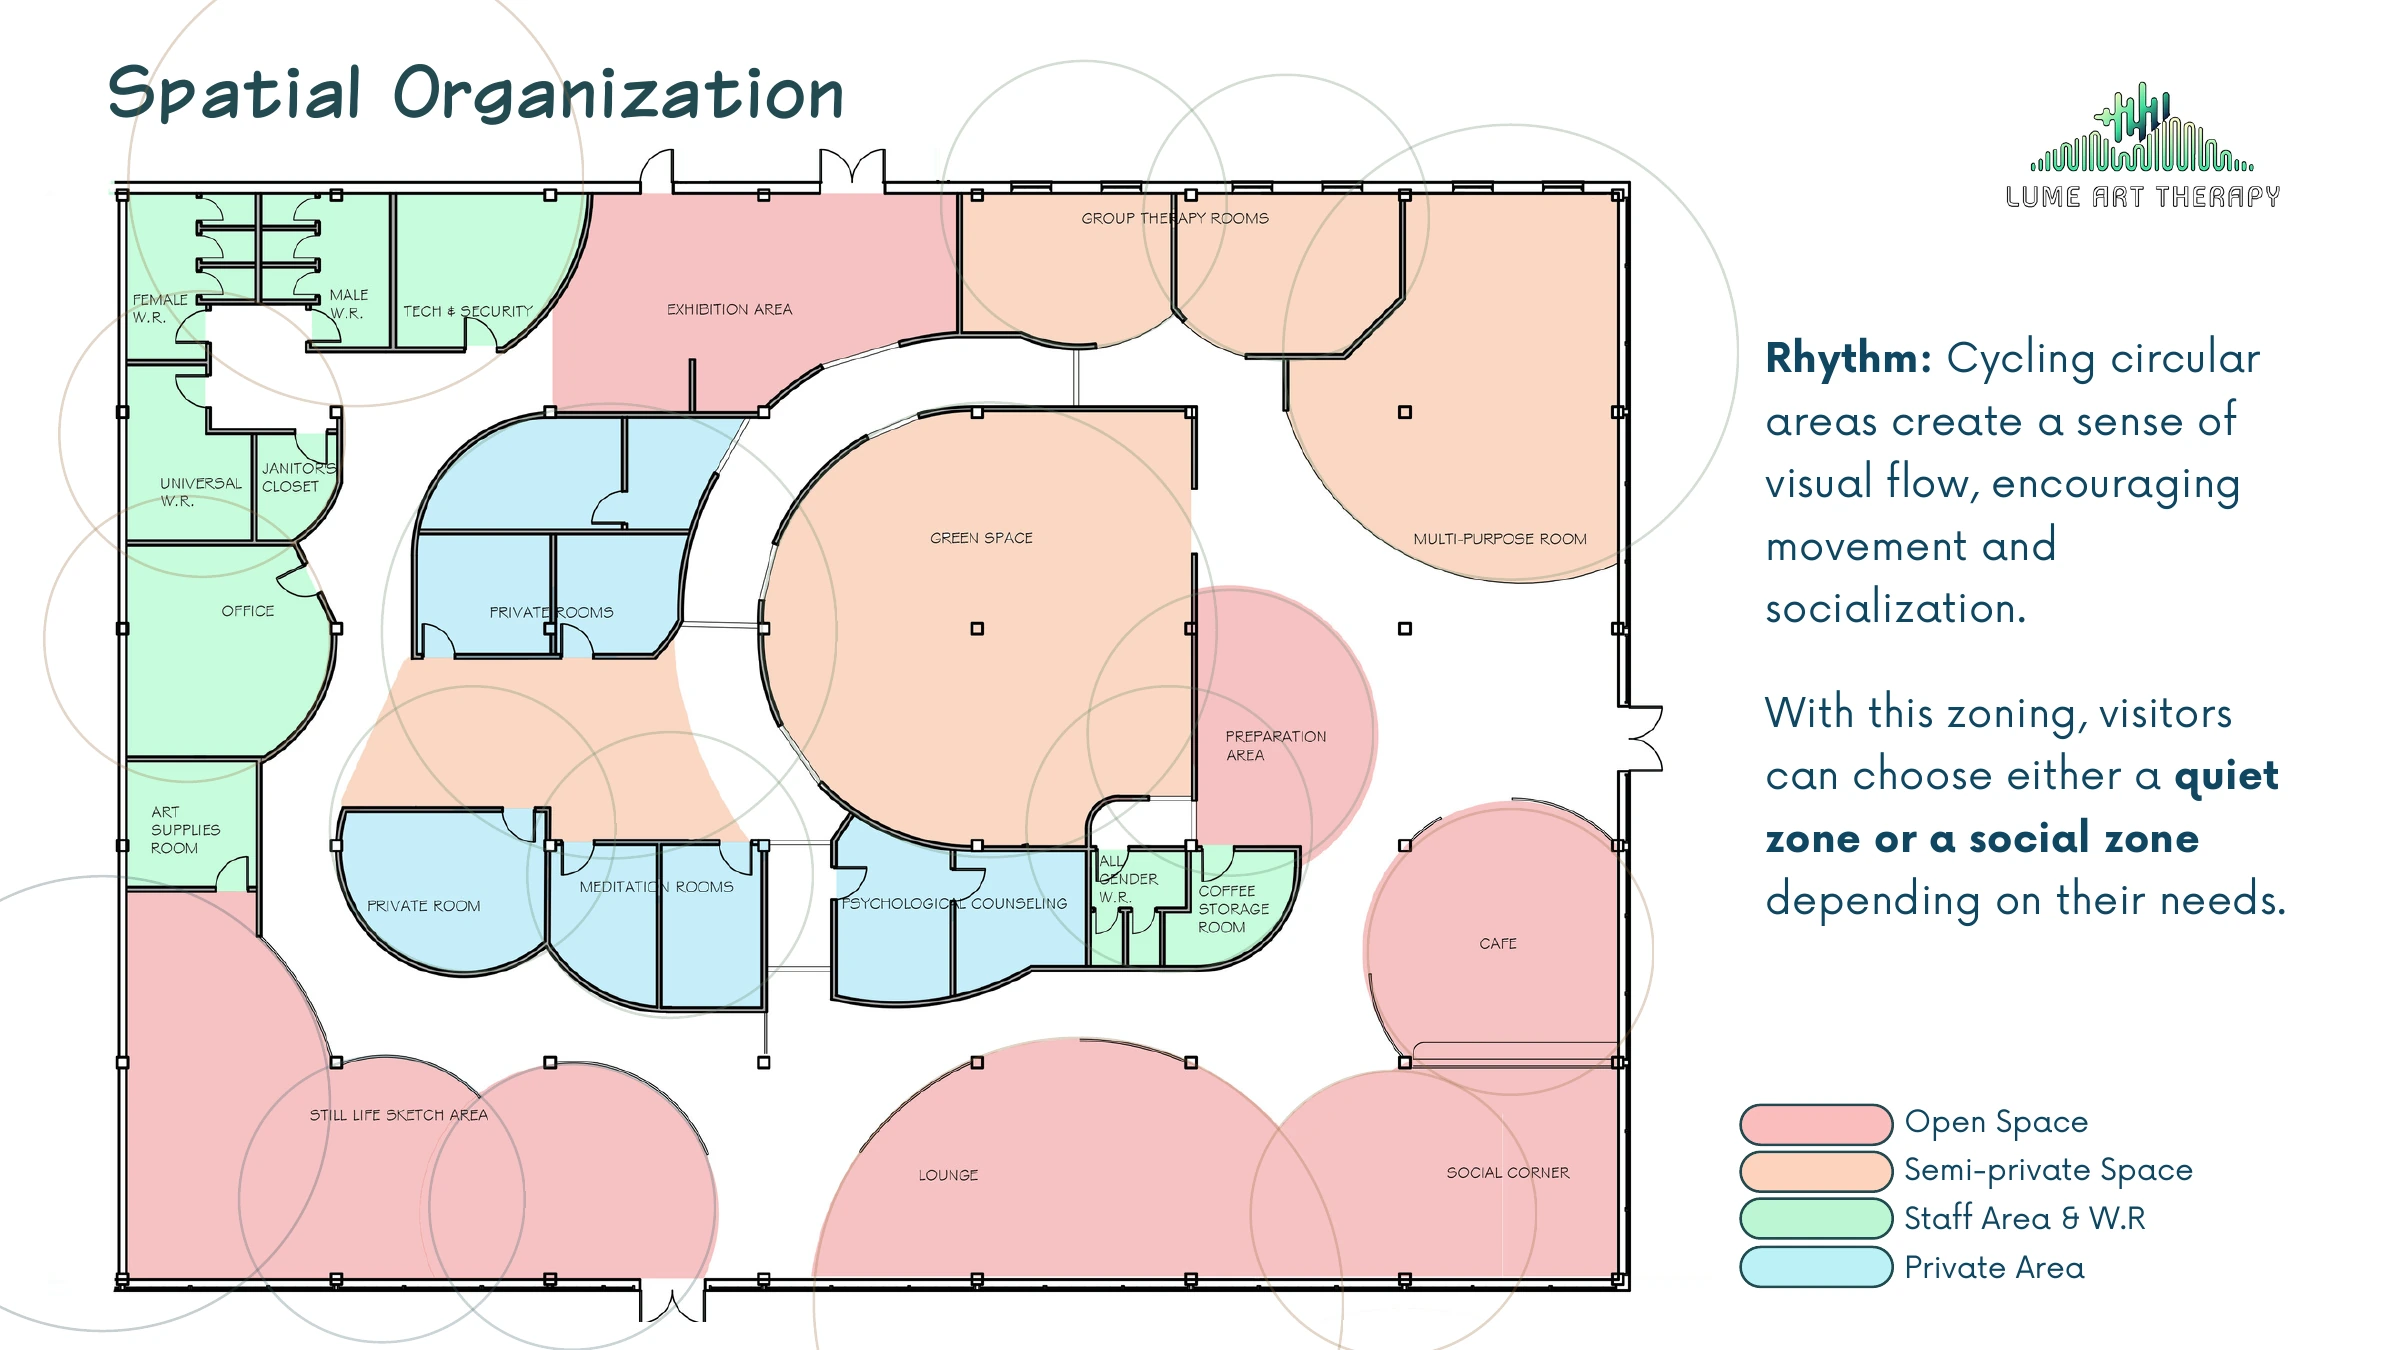 Spatial Organization
LUME ART THERAPY
GROUP THERAPY ROOMS
FEMALE
W.R.
MALE
W.R.
TECH & SECURITY
EXHIBITION AREA
JANITOR'S
CLOSET
UNIVERSAL
W.R.
GREEN SPACE
MULTI-PURPOSE ROOM
OFFICE
PRIVATE ROOMS
PREPARATION
AREA
ART
SUPPLIES
ROOM
ALL
GENDER
W.R.
MEDITATION ROOMS
PRIVATE ROOM
PSYCHOLOGICAL COUNSELING
COFFEE
STORAGE
ROOM
CAFE
STILL LIFE SKETCH AREA
LOUNGE
SOCIAL CORNER
Rhythm: Cycling circular
areas create a sense of
visual flow, encouraging
movement and
socialization.
With this zoning, visitors
can choose either a quiet
zone or a social zone
depending on their needs.
Open Space
Semi-private Space
Staff Area & W.R
Private Area